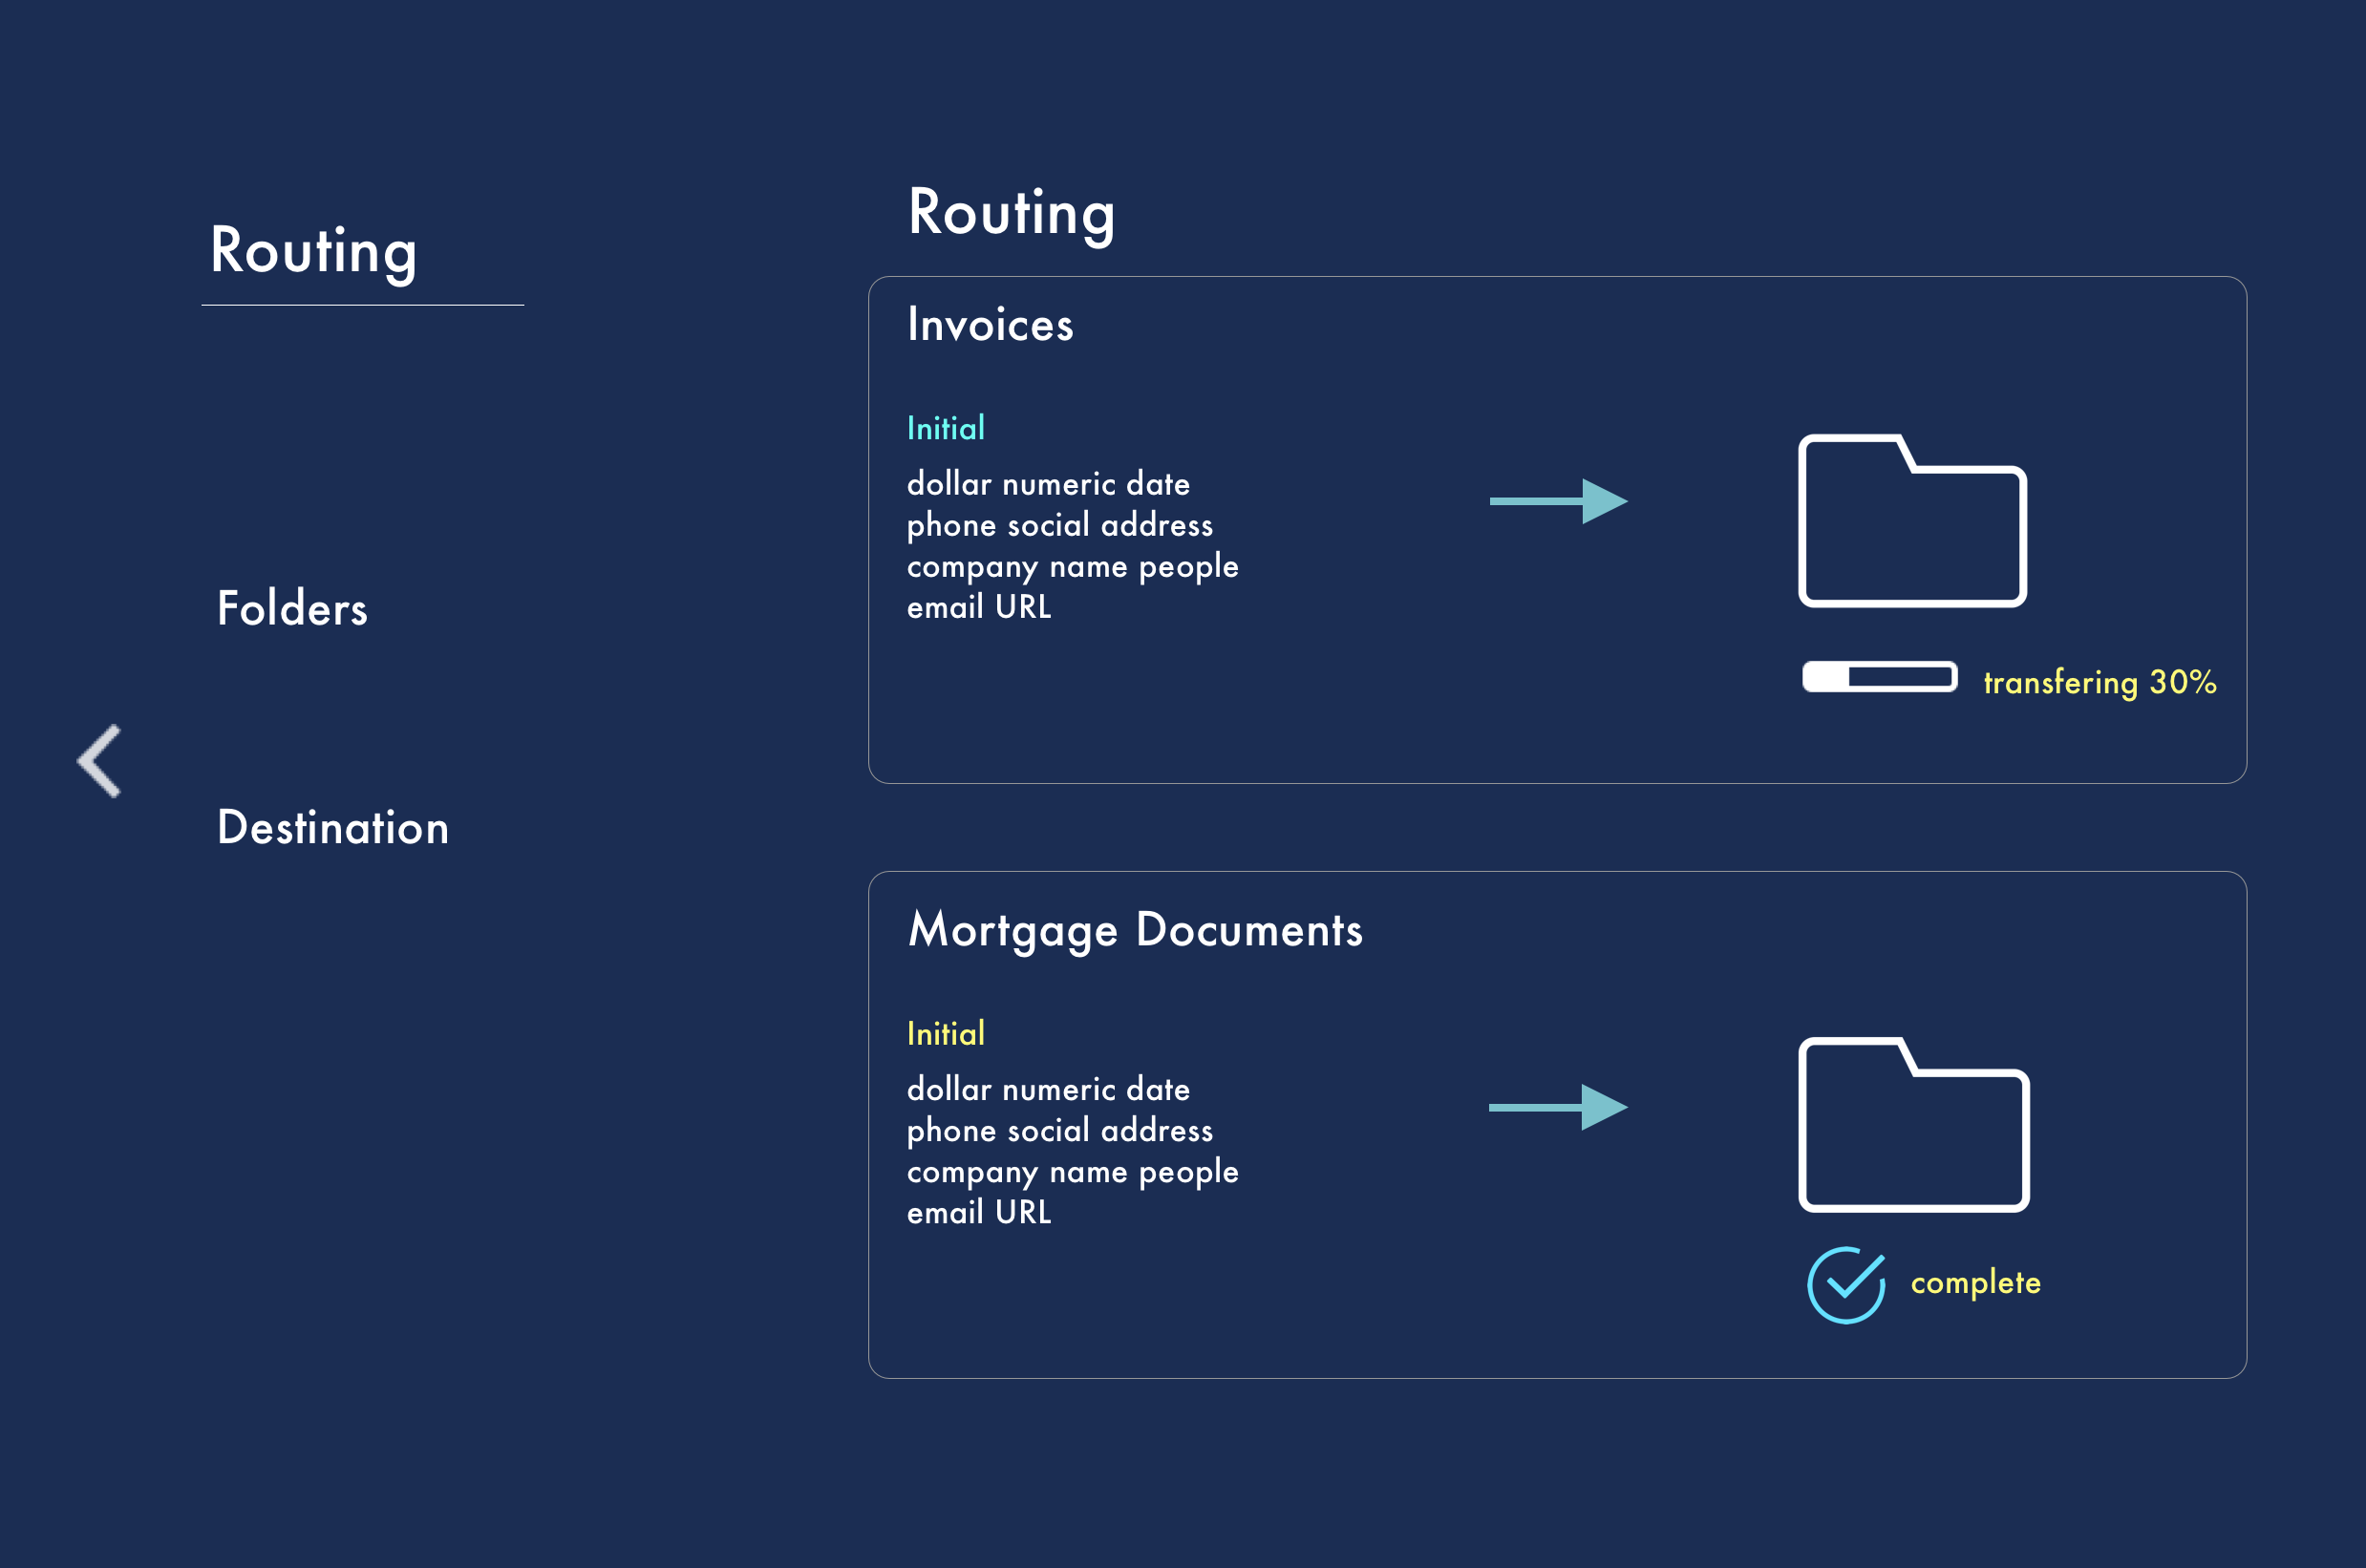 Routing
Folders
Destination
Routing
Invoices
Initial
dollar numeric date
phone social address
company name people
email URL
transfering 30%
Mortgage Documents
Initial
dollar numeric date
phone social address
company name people
email URL
complete